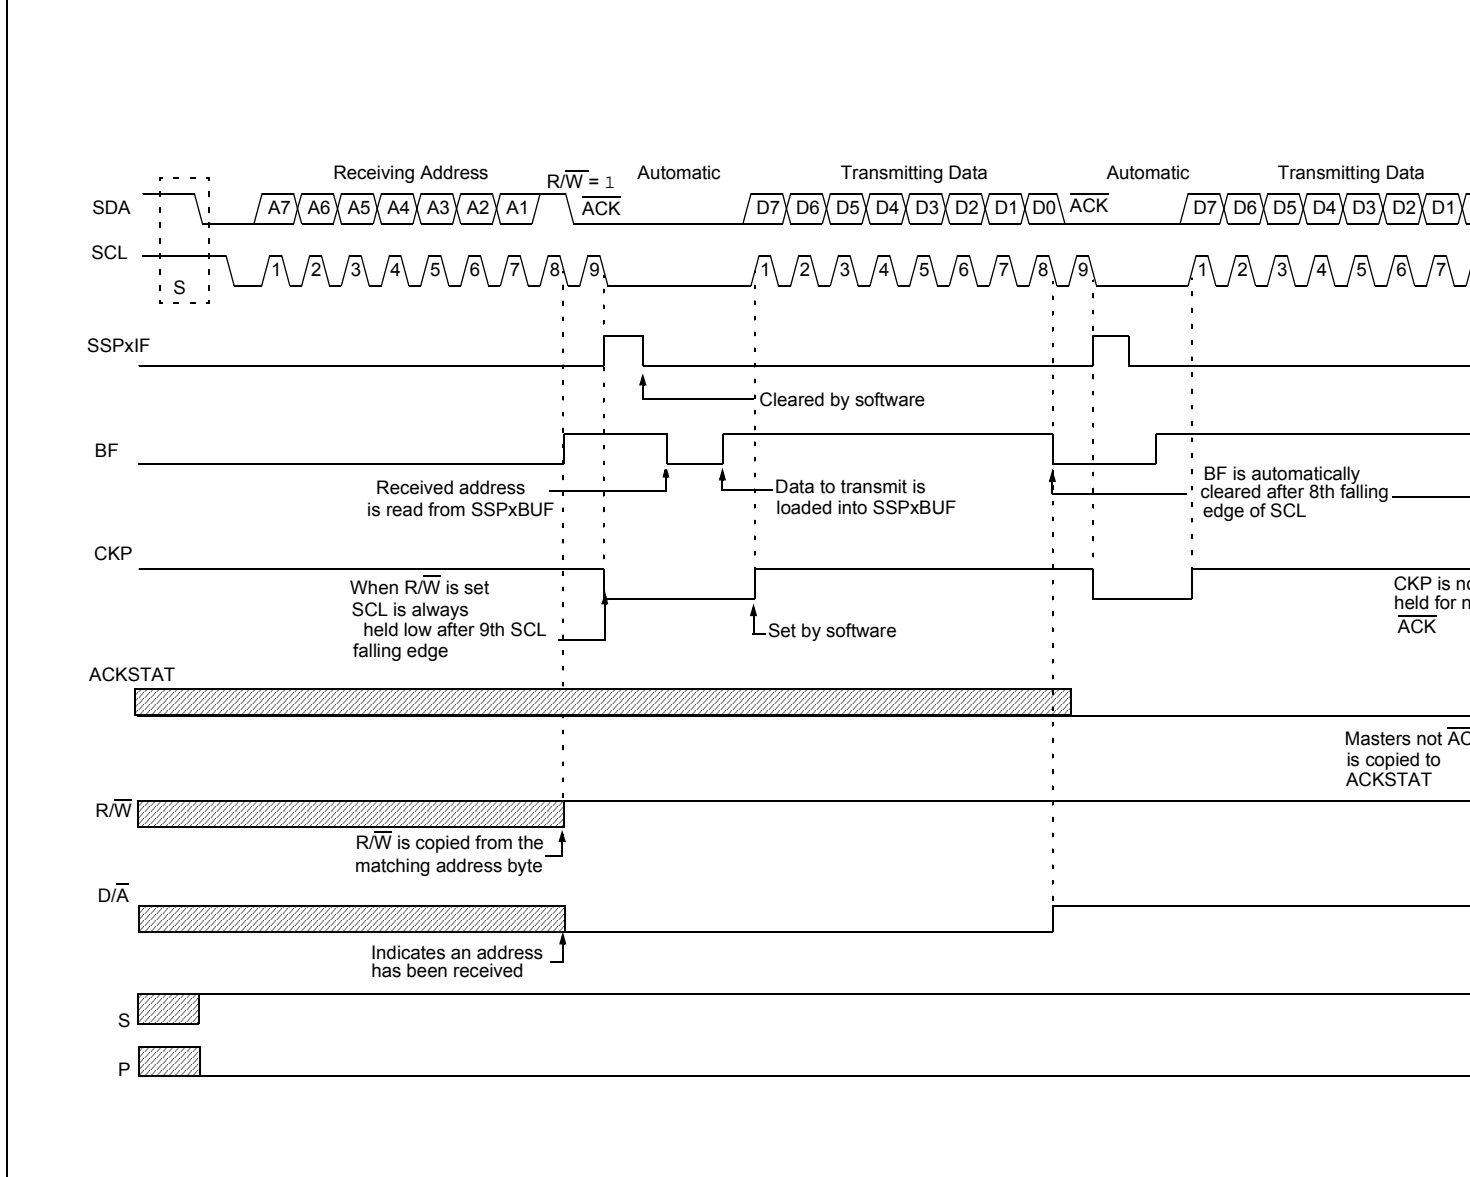 Receiving Address
Automatic
Transmitting Data
Automatic
Transmitting Data
R/W = 1
SDA
A7 A6 A5 A4 A3 A2 A1
ACK
D7 D6 D5 D4 D3 D2 D1 D0
ACK
D7 D6 D5 D4 D3 D2 D1
SCL
1 2 3 4 5 6 7 8 9
1 2 3 4 5 6 7 8 9
1 2 3 4 5 6 7
S
SSPxIF
Cleared by software
BF
Received address
is read from SSPxBUF
Data to transmit is
loaded into SSPxBUF
BF is automatically
cleared after 8th falling
edge of SCL
CKP
When R/W is set
SCL is always
held low after 9th SCL
falling edge
Set by software
CKP is
held for
ACK
ACKSTAT
Masters not
is copied to
ACKSTAT
R/W
R/W is copied from the
matching address byte
D/A
Indicates an address
has been received
S
P